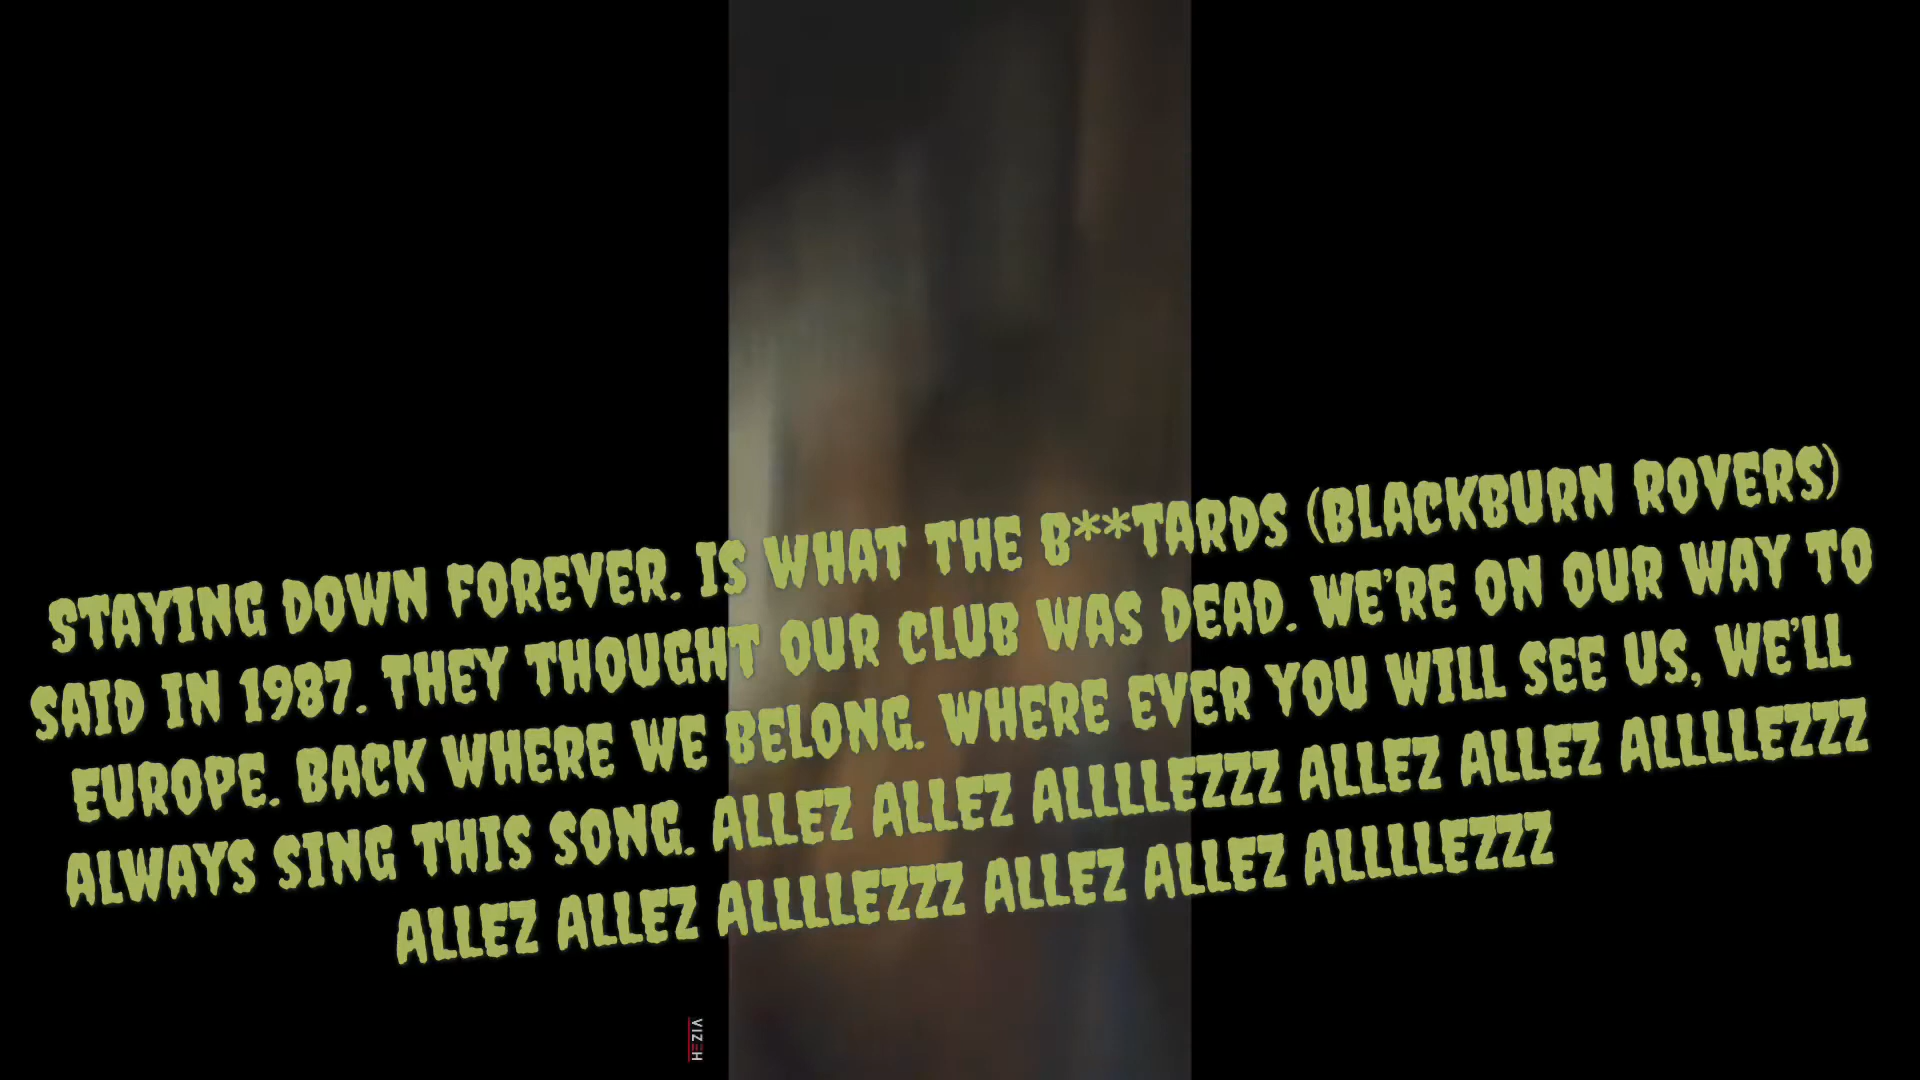 STAYING DOWN FOREVER. IS WHAT THE B**TARDS (BLACKBURN ROVERS)
SAID IN 1987. THEY THOUGHT OUR CLUB WAS DEAD. WE'RE ON OUR WAY TO
EUROPE. BACK WHERE WE BELONG. WHERE EVER YOU WILL SEE US, WE'LL
ALWAYS SING THIS SONG. ALLEZ ALLEZ ALLLLEZZZ ALLEZ ALLEZ ALLLLEZZZ
ALLEZ ALLEZ ALLLLEZZZ ALLEZ ALLEZ ALLLLEZZZ